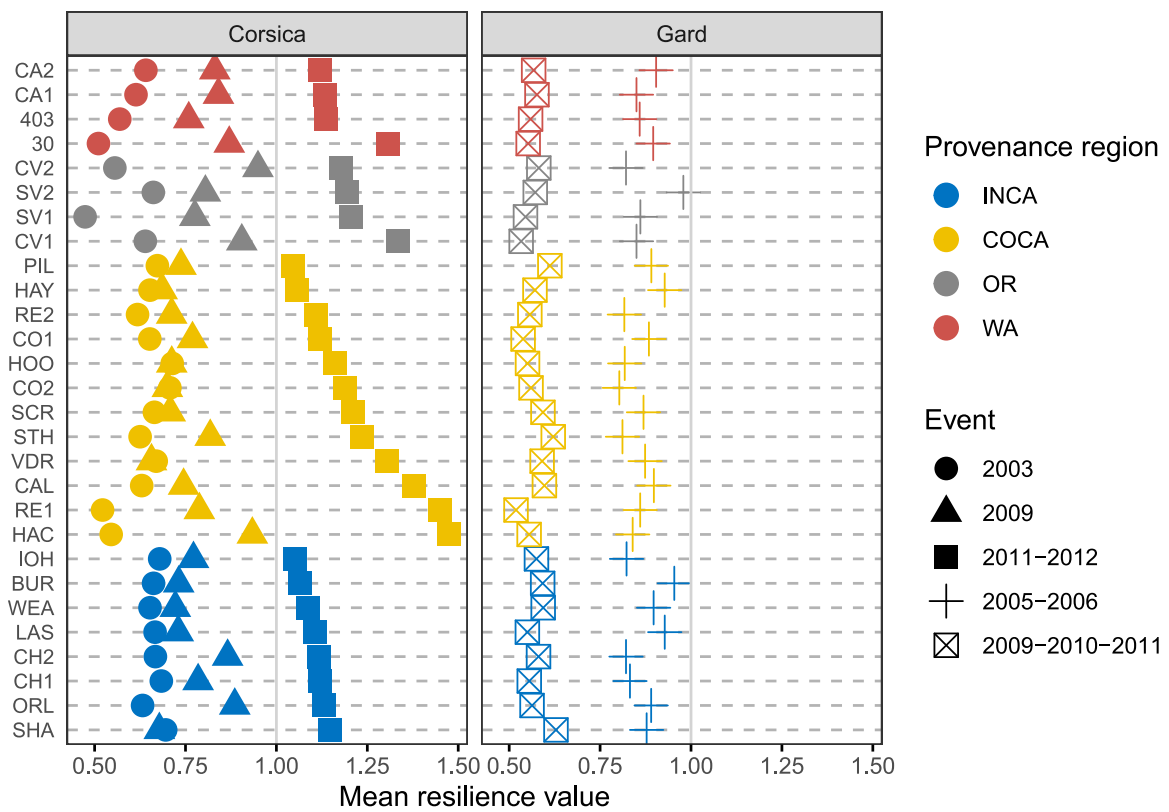 Corsica
Gard
CA2
CA1
403
30
CV2
SV2
SV1
CV1
PIL
HAY
RE2
CO1
HOO
CO2
SCR
STH
VDR
CAL
RE1
HAC
IOH
BUR
WEA
LAS
CH2
CH1
ORL
SHA
0.50 0.75 1.00 1.25 1.50
0.50 0.75 1.00 1.25 1.50
Mean resilience value
Provenance region
INCA
COCA
OR
WA
Event
2003
2009
2011−2012
2005−2006
2009−2010−2011